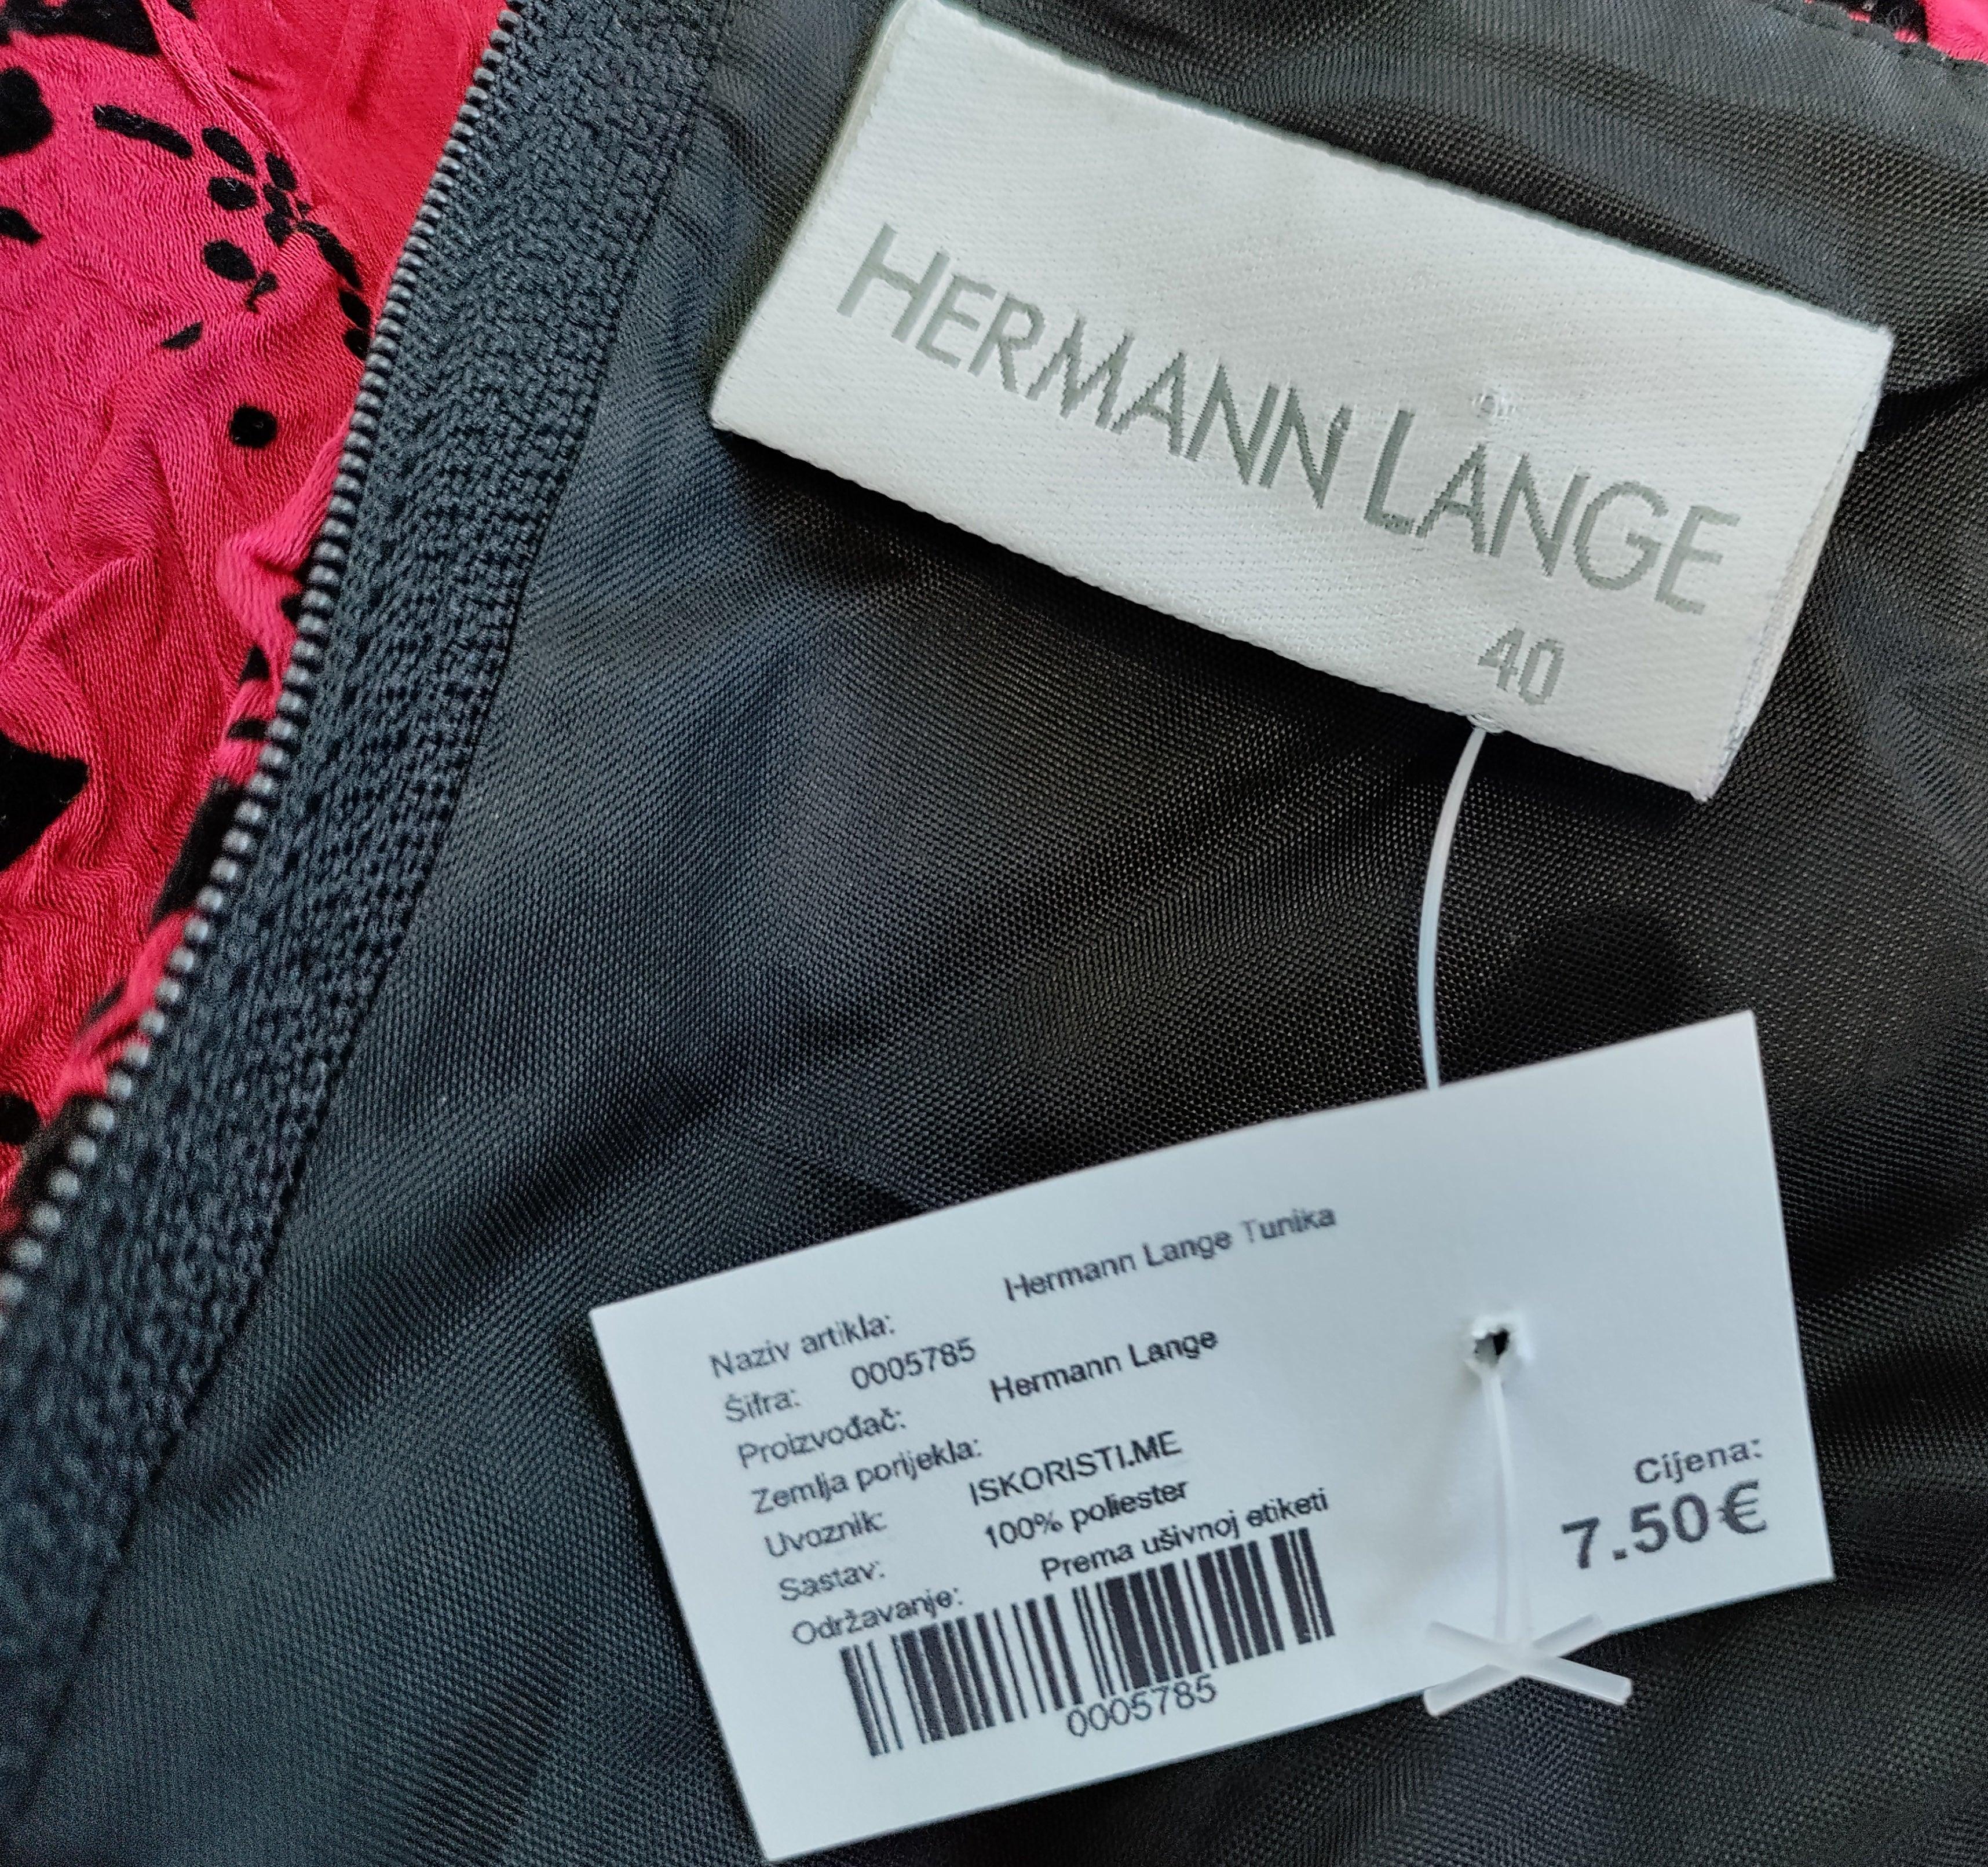 HERMANN LANGE
40
Naziv artikla: Hermann Lange Tunika
Šifra: 0005785
Proizvođač: Hermann Lange
Zemlja porijekla:
Uvoznik: ISKORISTI.ME
Sastav: 100% poliester
Održavanje: Prema ušivnoj etiketi
0005785
Cijena:
7.50€